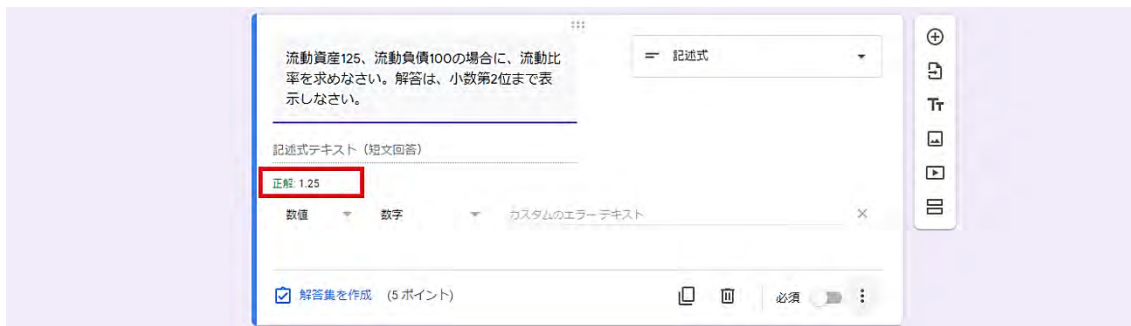 流動資産125、流動負債100の場合に、流動比
率を求めなさい。解答は、小数第2位まで表
示しなさい。
記述式
記述式テキスト（短文回答）
正解: 1.25
数値
数字
カスタムのエラー テキスト
解答集を作成 (5 ポイント)
必須
Tт